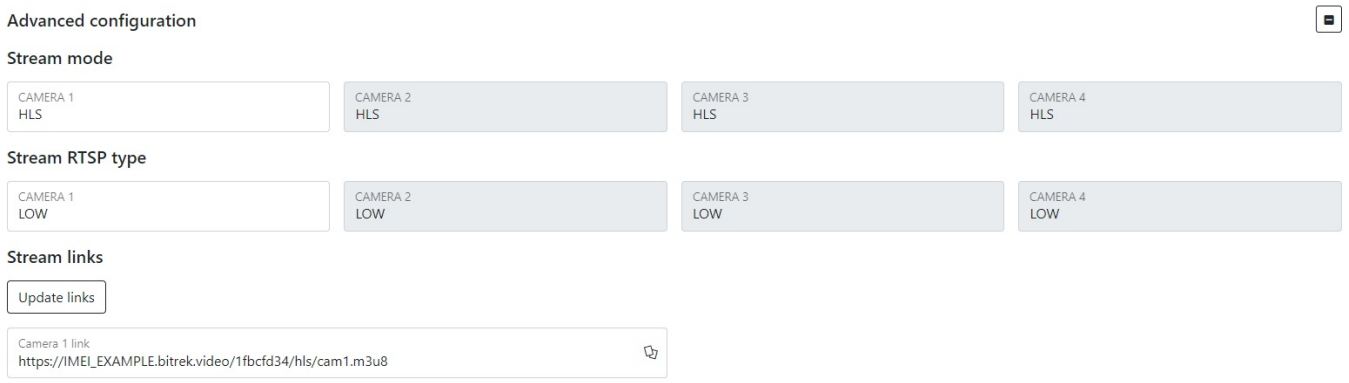 Advanced configuration
Stream mode
CAMERA 1 CAMERA 2 CAMERA 3 CAMERA 4
HLS HLS HLS HLS
Stream RTSP type
CAMERA 1 CAMERA 2 CAMERA 3 CAMERA 4
LOW LOW LOW LOW
Stream links
Update links
Camera 1 link
https://IMEI_EXAMPLE.bitrek.video/1fbcfd34/hls/cam1.m3u8